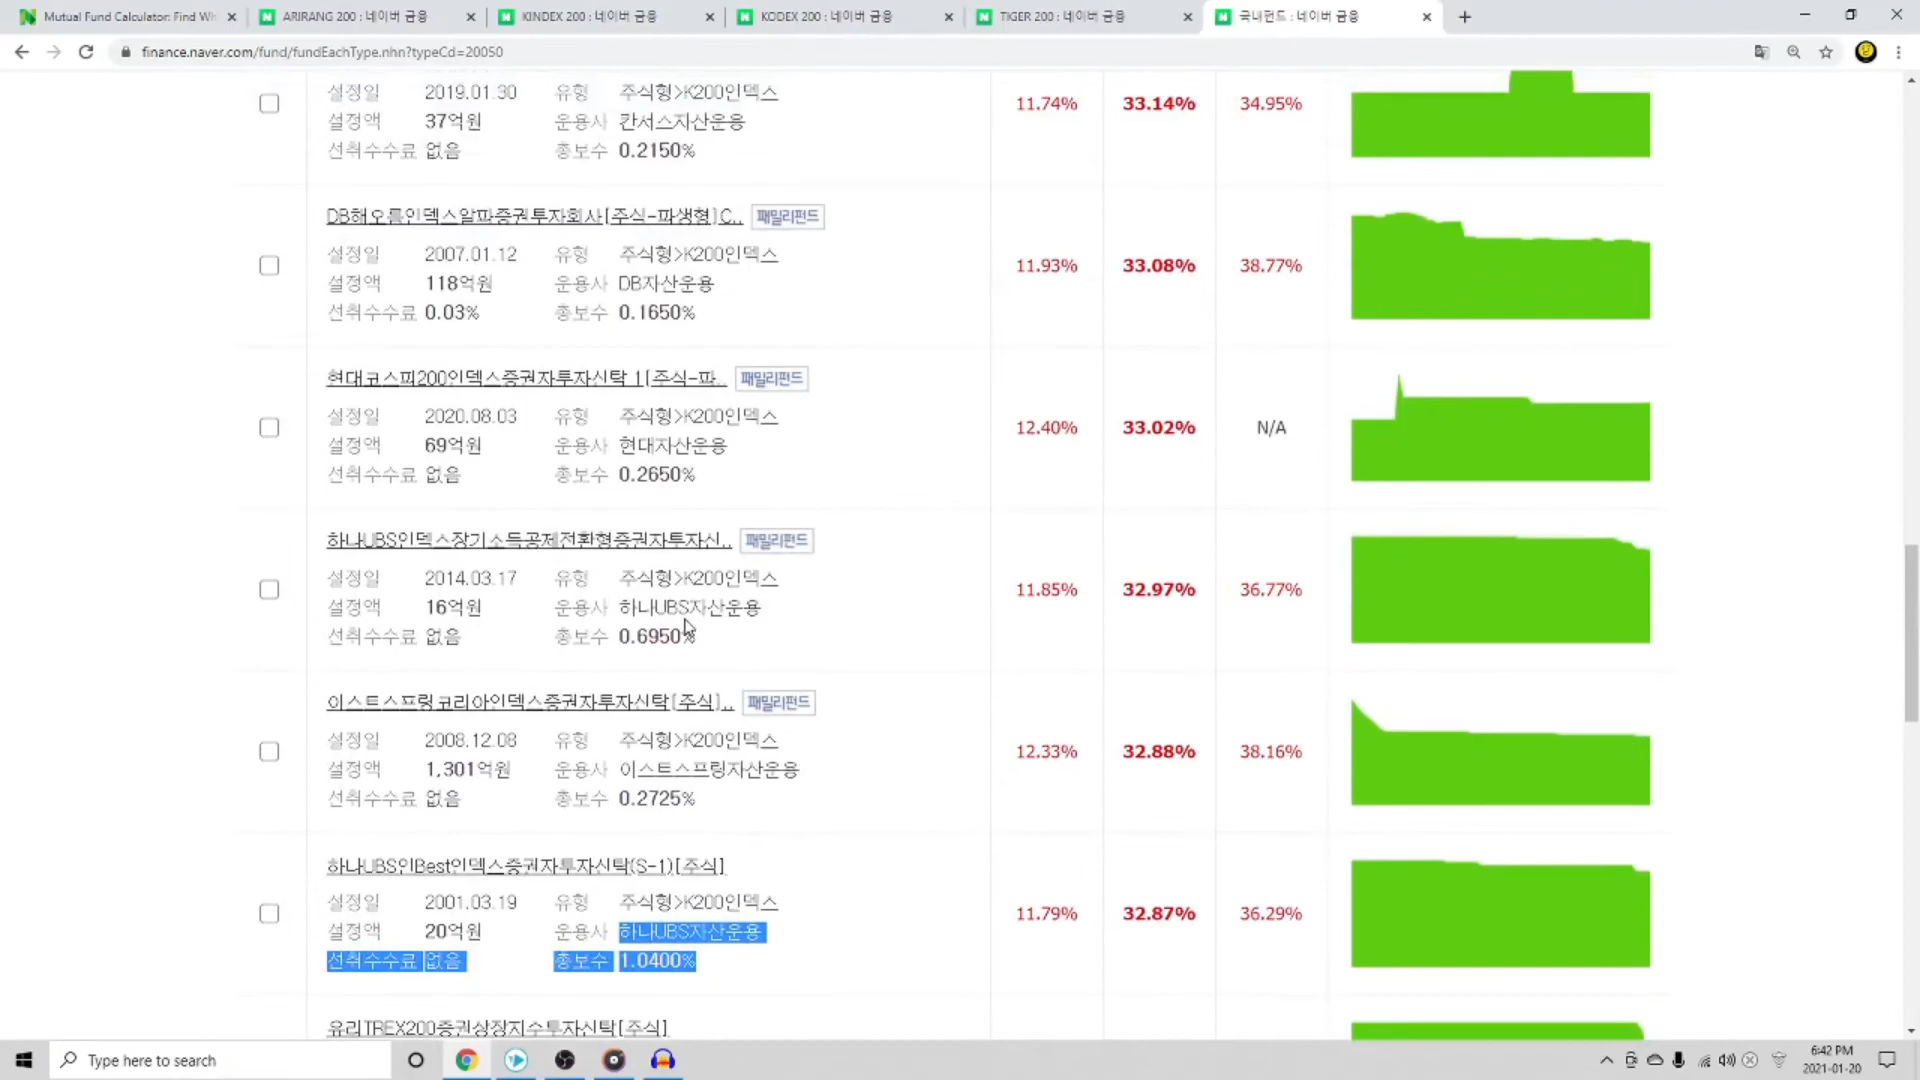 Mutual Fund Calculator: Find Wh
ARIRANG 200 : 네이버 금융
KINDEX 200 : 네이버 금융
KODEX 200 : 네이버 금융
TIGER 200 : 네이버 금융
국내펀드 : 네이버 금융
finance.naver.com/fund/fundEachType.nhn?typeCd=20050
설정일 2019.01.30 유형 주식형>K200인덱스
설정액 37억원 운용사 칸서스자산운용
선취수수료 없음 총보수 0.2150%
11.74% 33.14% 34.95%
DB해오름인덱스알파증권투자회사[주식-파생형]C.. 패밀리펀드
설정일 2007.01.12 유형 주식형>K200인덱스
설정액 118억원 운용사 DB자산운용
선취수수료 0.03% 총보수 0.1650%
11.93% 33.08% 38.77%
현대코스피200인덱스증권자투자신탁 1[주식-파.. 패밀리펀드
설정일 2020.08.03 유형 주식형>K200인덱스
설정액 69억원 운용사 현대자산운용
선취수수료 없음 총보수 0.2650%
12.40% 33.02% N/A
하나UBS인덱스장기소득공제전환형증권자투자신.. 패밀리펀드
설정일 2014.03.17 유형 주식형>K200인덱스
설정액 16억원 운용사 하나UBS자산운용
선취수수료 없음 총보수 0.6950%
11.85% 32.97% 36.77%
이스트스프링코리아인덱스증권자투자신탁[주식].. 패밀리펀드
설정일 2008.12.08 유형 주식형>K200인덱스
설정액 1,301억원 운용사 이스트스프링자산운용
선취수수료 없음 총보수 0.2725%
12.33% 32.88% 38.16%
하나UBS인Best인덱스증권자투자신탁(S-1)[주식]
설정일 2001.03.19 유형 주식형>K200인덱스
설정액 20억원 운용사 하나UBS자산운용
선취수수료 없음 총보수 1.0400%
11.79% 32.87% 36.29%
유리TREX200증권상장지수투자신탁[주식]
Type here to search
6:42 PM
2021-01-20